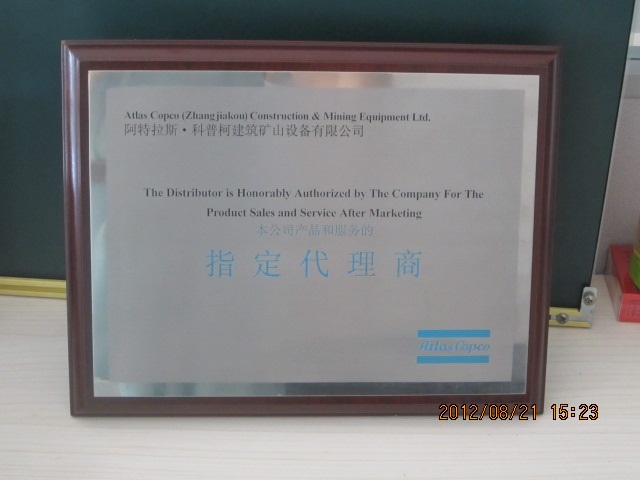 Atlas Copco (Zhangjiakou) Construction & Mining Equipment Ltd.
阿特拉斯·科普柯建筑矿山设备有限公司
The Distributor is Honorably Authorized by The Company For The
Product Sales and Service After Marketing
本公司产品和服务的
指定代理商
Atlas Copco
2012/08/21 15:23